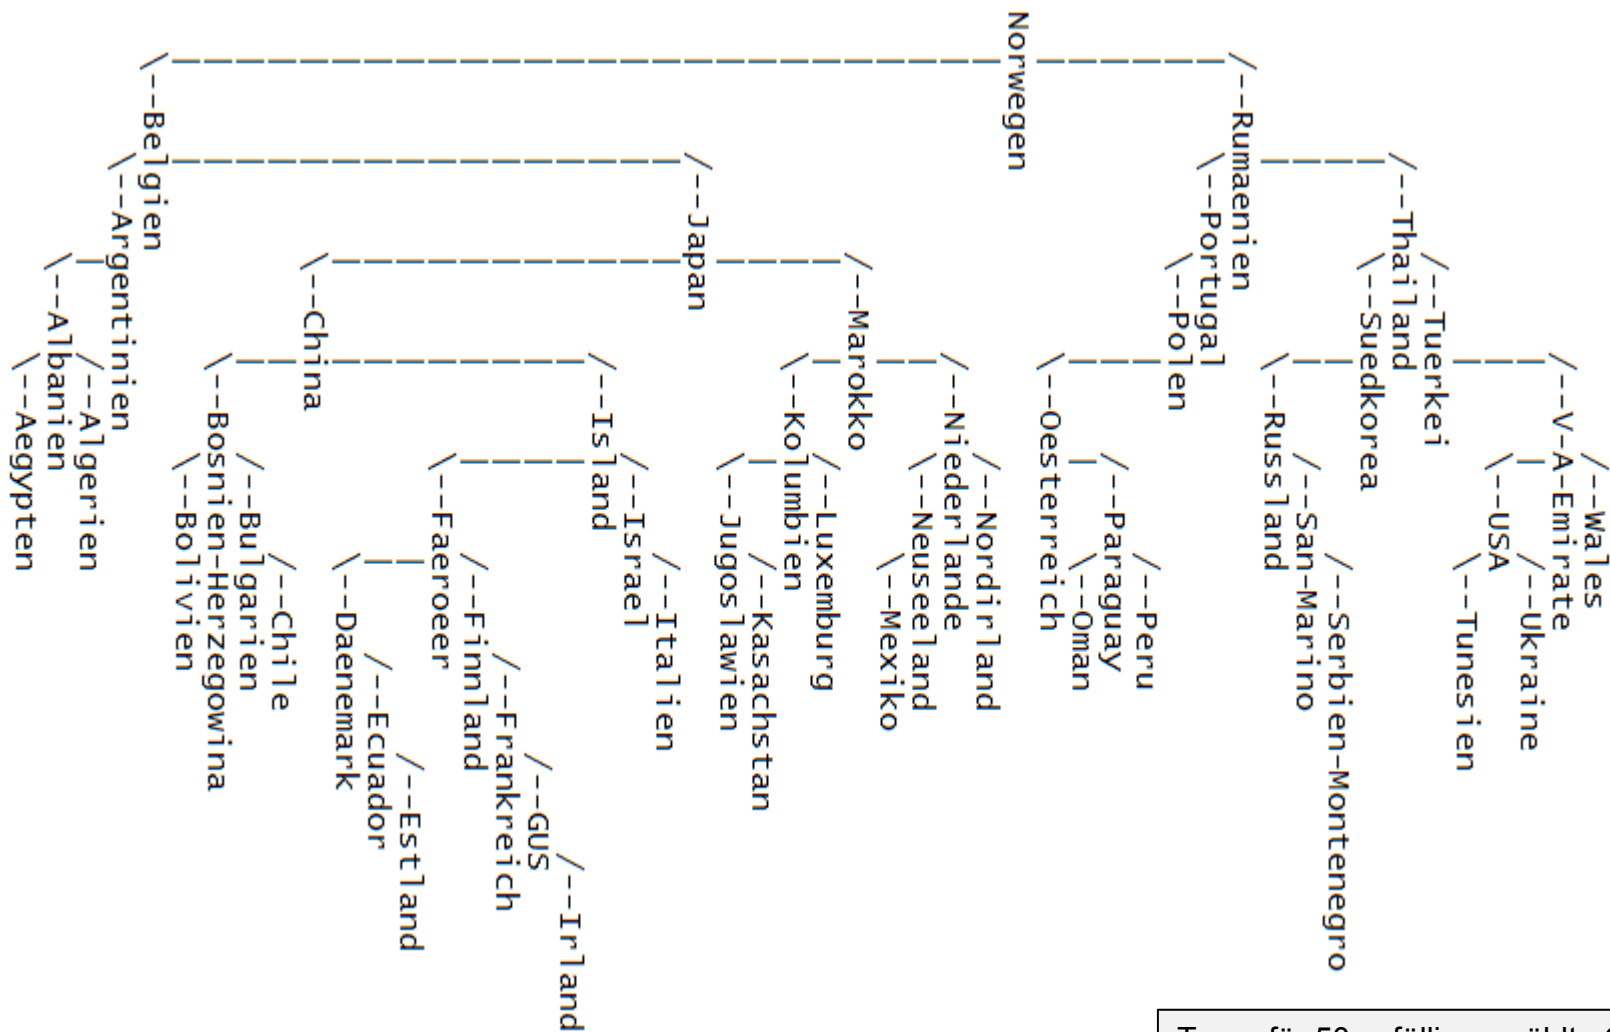 /--Wales
/--V-A-Emirate
/--Ukraine
\--USA
\--Tunesien
/--Tuerkei
/--Thailand
\--Suedkorea
/--Serbien-Montenegro
/--San-Marino
\--Russland
/--Rumaenien
\--Portugal
\--Polen
/--Peru
/--Paraguay
\--Oman
\--Oesterreich
Norwegen
/--Nordirland
/--Niederlande
\--Neuseeland
\--Mexiko
/--Marokko
/--Luxemburg
\--Kolumbien
/--Kasachstan
\--Jugoslawien
/--Japan
/--Italien
/--Israel
/--Island
/--Irland
/--GUS
/--Frankreich
/--Finnland
\--Faeroeer
/--Estland
/--Ecuador
\--Daenemark
\--China
/--Chile
/--Bulgarien
\--Bosnien-Herzegowina
\--Bolivien
\--Belgien
\--Argentinien
/--Algerien
\--Albanien
\--Aegypten